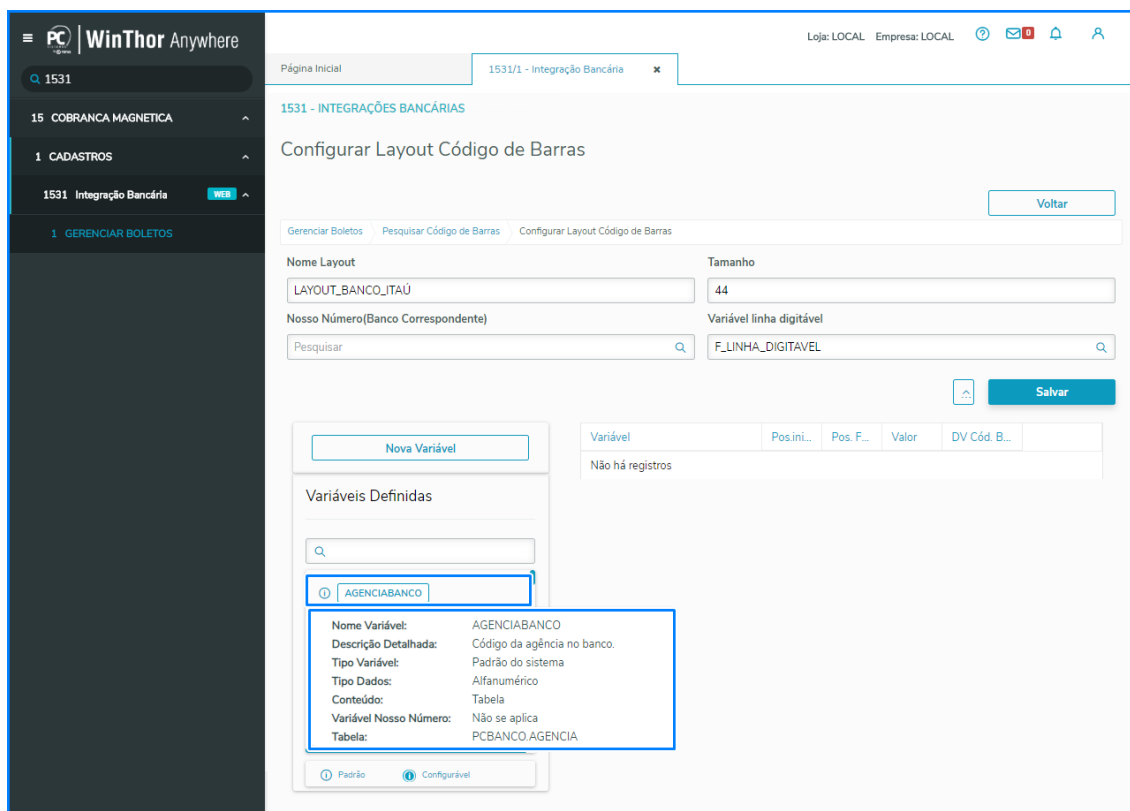 PC
WinThor Anywhere
1531
15 COBRANCA MAGNETICA
1 CADASTROS
1531 Integração Bancária WEB
1 GERENCIAR BOLETOS
Loja: LOCAL Empresa: LOCAL 0
Página Inicial 1531/1 - Integração Bancária
1531 - INTEGRAÇÕES BANCÁRIAS
Configurar Layout Código de Barras
Voltar
Gerenciar Boletos Pesquisar Código de Barras Configurar Layout Código de Barras
Nome Layout Tamanho
LAYOUT_BANCO_ITAÚ 44
Nosso Número(Banco Correspondente) Variável linha digitável
Pesquisar F_LINHA_DIGITAVEL
Salvar
Nova Variável
Variável Pos.ini... Pos. F... Valor DV Cód. B...
Não há registros
Variáveis Definidas
AGENCIABANCO
Nome Variável: AGENCIABANCO
Descrição Detalhada: Código da agência no banco.
Tipo Variável: Padrão do sistema
Tipo Dados: Alfanumérico
Conteúdo: Tabela
Variável Nosso Número: Não se aplica
Tabela: PCBANCO.AGENCIA
Padrão Configurável